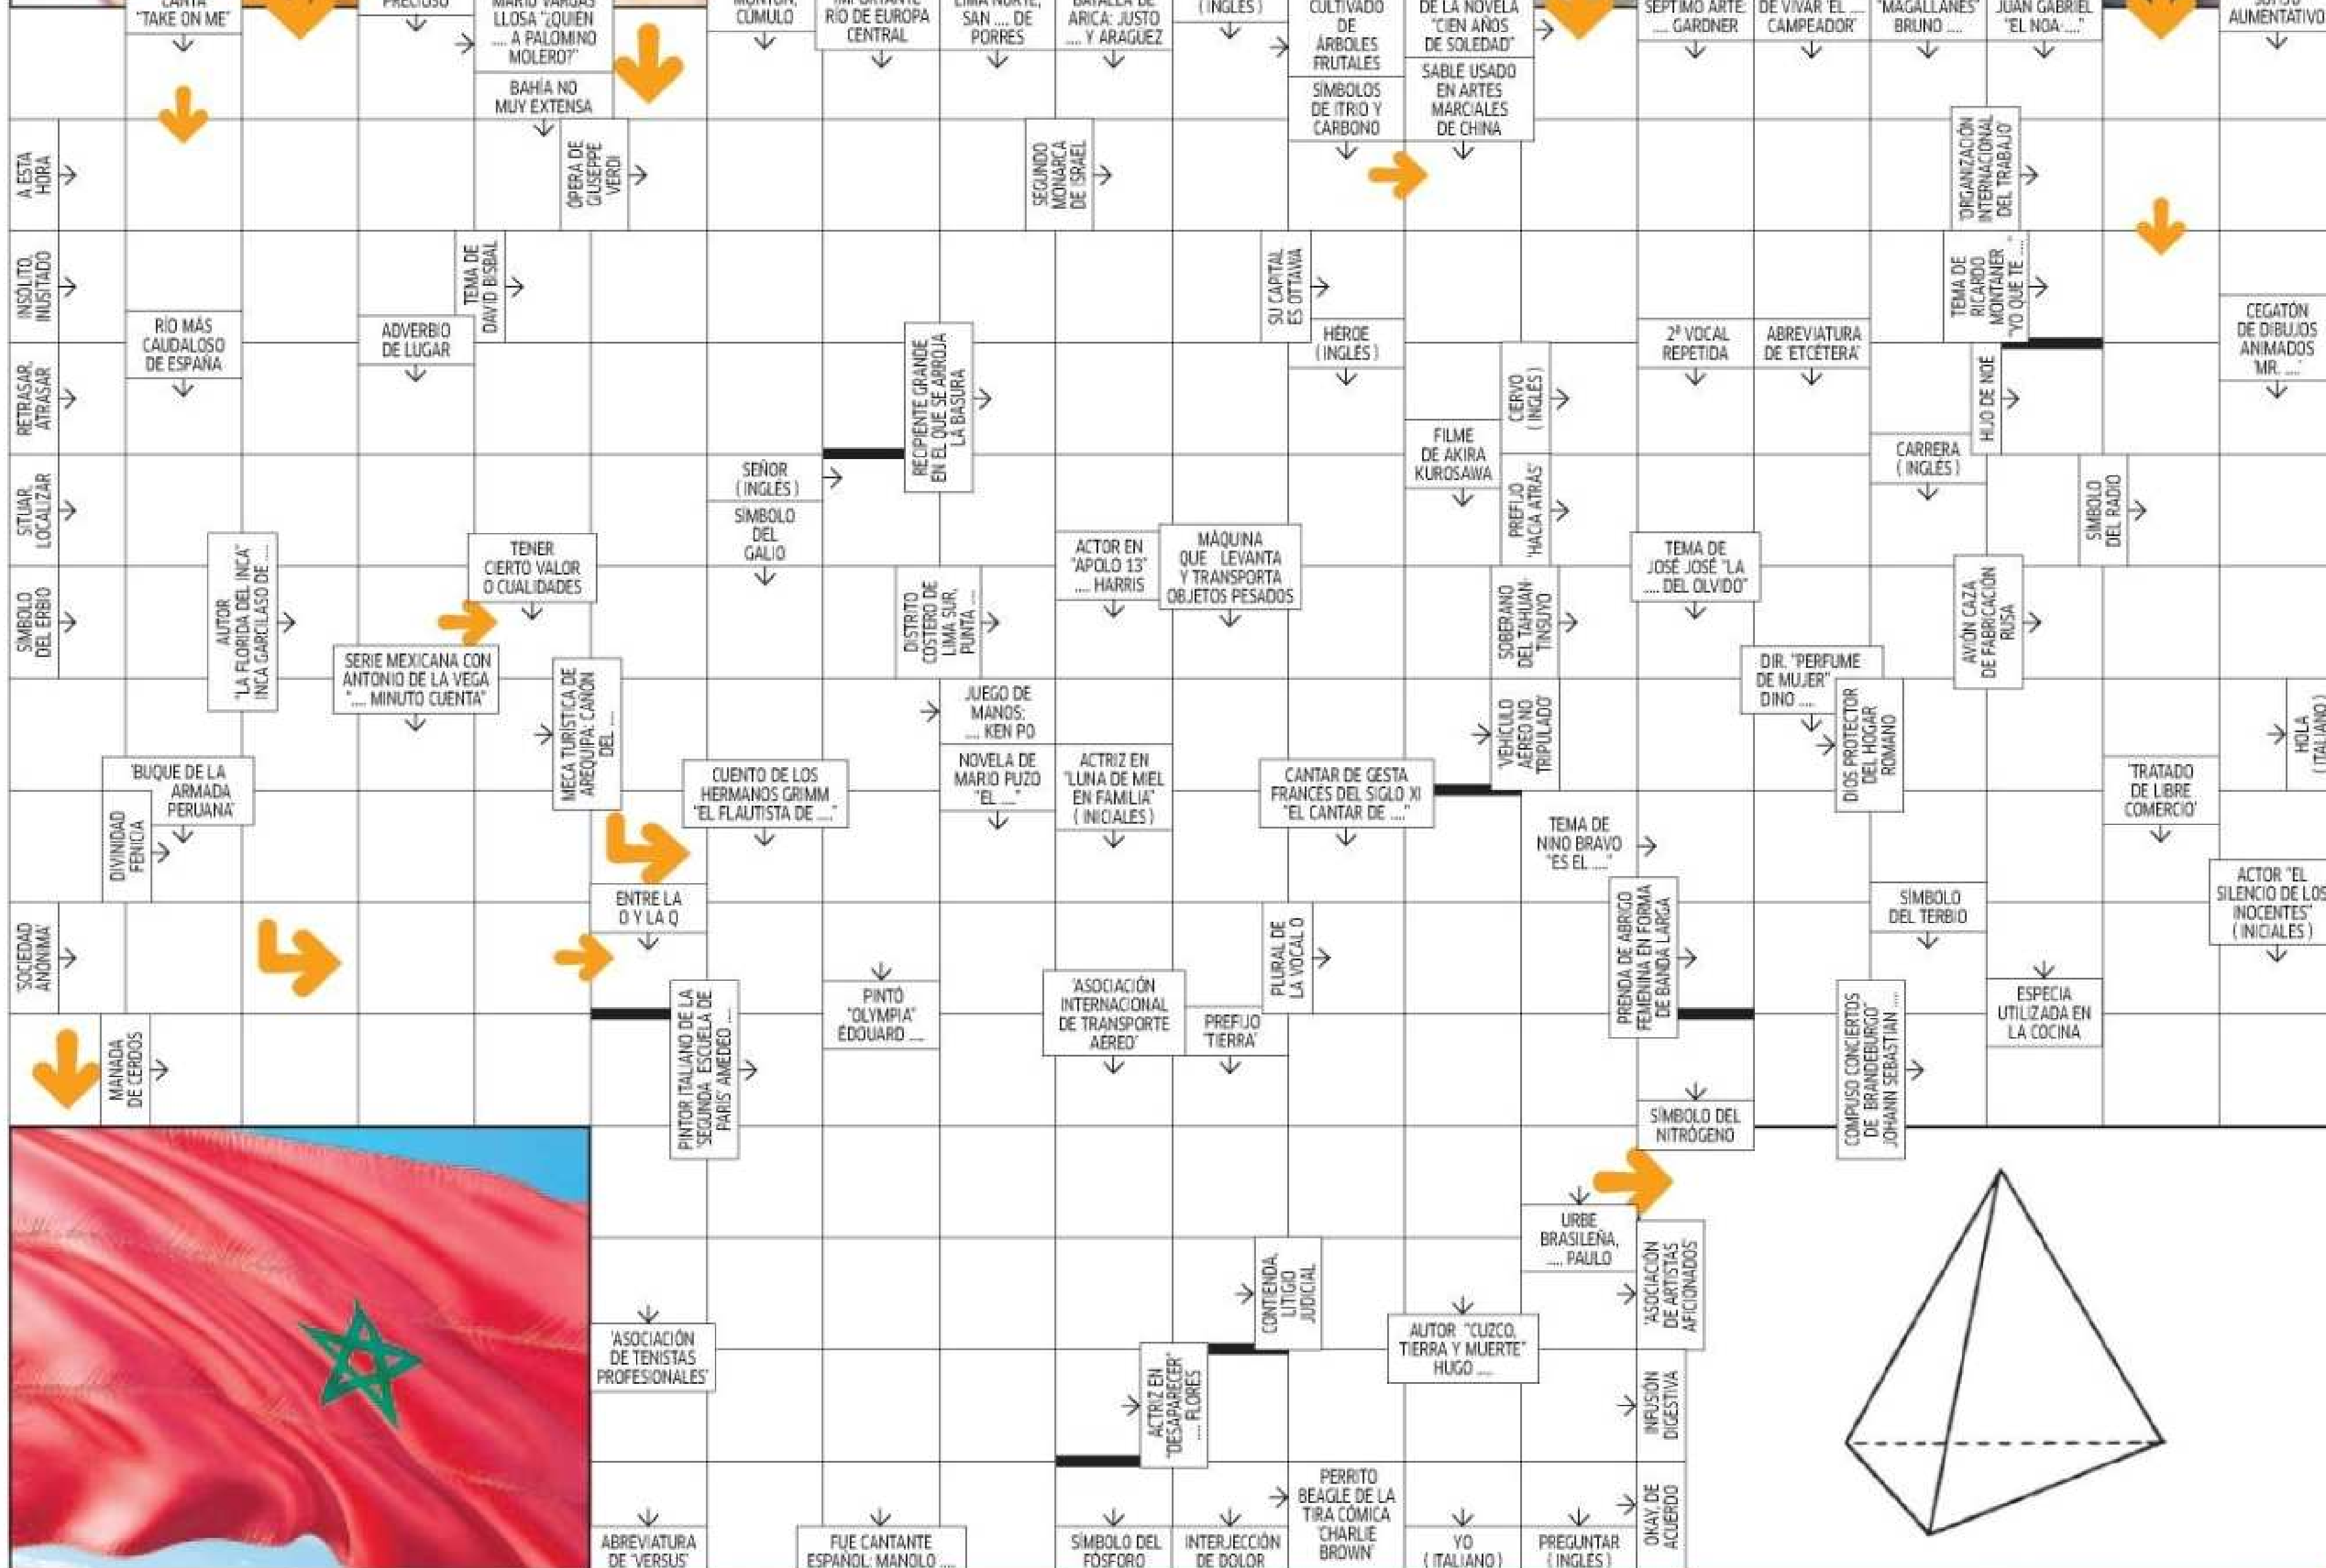 CANTA
"TAKE ON ME"
PRECIOSO
MARIO VARGAS
LLOSA "¿QUIÉN
.... A PALOMINO
MOLERO?"
BAHÍA NO
MUY EXTENSA
MONTÓN,
CÚMULO
IMPORTANTE
RÍO DE EUROPA
CENTRAL
LIMA NORTE,
SAN .... DE
PORRES
BATALLA DE
ARICA: JUSTO
.... Y ARAGUEZ
(INGLÉS)
CULTIVADO
DE
ÁRBOLES
FRUTALES
SÍMBOLOS
DE ITRIO Y
CARBONO
DE LA NOVELA
"CIEN AÑOS
DE SOLEDAD"
SABLE USADO
EN ARTES
MARCIALES
DE CHINA
SÉPTIMO ARTE:
.... GARDNER
DE VIVAR 'EL ....
CAMPEADOR'
"MAGALLANES"
BRUNO ....
JUAN GABRIEL
"EL NOA-...."
AUMENTATIVO
A ESTA
HORA
ÓPERA DE
GIUSEPPE
VERDI
SEGUNDO
MONARCA
DE ISRAEL
'ORGANIZACIÓN
INTERNACIONAL
DEL TRABAJO'
INSÓLITO,
INUSITADO
TEMA DE
DAVID BISBAL
SU CAPITAL
ES OTTAWA
TEMA DE
RICARDO
MONTANER
"YO QUE TE ...."
RÍO MÁS
CAUDALOSO
DE ESPAÑA
ADVERBIO
DE LUGAR
HÉROE
(INGLÉS)
2ª VOCAL
REPETIDA
ABREVIATURA
DE 'ETCÉTERA'
CEGATÓN
DE DIBUJOS
ANIMADOS
'MR. ....'
RETRASAR,
ATRASAR
RECIPIENTE GRANDE
EN EL QUE SE ARROJA
LA BASURA
CIERVO
(INGLÉS)
HIJO DE NOÉ
FILME
DE AKIRA
KUROSAWA
CARRERA
(INGLÉS)
SITUAR,
LOCALIZAR
SEÑOR
(INGLÉS)
SÍMBOLO
DEL
GALIO
PREFIJO
'HACIA ATRÁS'
SÍMBOLO
DEL RADIO
AUTOR
"LA FLORIDA DEL INCA"
INCA GARCILASO DE ....
TENER
CIERTO VALOR
O CUALIDADES
ACTOR EN
"APOLO 13"
.... HARRIS
MÁQUINA
QUE LEVANTA
Y TRANSPORTA
OBJETOS PESADOS
TEMA DE
JOSÉ JOSÉ "LA
.... DEL OLVIDO"
SÍMBOLO
DEL ERBIO
DISTRITO
COSTERO DE
LIMA SUR,
PUNTA ....
SOBERANO
DEL TAHUAN-
TINSUYO
AVIÓN CAZA
DE FABRICACIÓN
RUSA
SERIE MEXICANA CON
ANTONIO DE LA VEGA
".... MINUTO CUENTA"
MECA TURÍSTICA DE
AREQUIPA: CAÑÓN
DEL ....
JUEGO DE
MANOS:
.... KEN PO
NOVELA DE
MARIO PUZO
"EL ...."
ACTRIZ EN
"LUNA DE MIEL
EN FAMILIA"
(INICIALES)
VEHÍCULO
AÉREO NO
TRIPULADO'
DIR. "PERFUME
DE MUJER"
DINO ....
DIOS PROTECTOR
DEL HOGAR
ROMANO
HOLA
(ITALIANO)
'BUQUE DE LA
ARMADA
PERUANA'
CUENTO DE LOS
HERMANOS GRIMM
"EL FLAUTISTA DE ...."
CANTAR DE GESTA
FRANCÉS DEL SIGLO XI
"EL CANTAR DE ...."
'TRATADO
DE LIBRE
COMERCIO'
DIVINIDAD
FENICIA
TEMA DE
NINO BRAVO
"ES EL ...."
ENTRE LA
O Y LA Q
SÍMBOLO
DEL TERBIO
ACTOR "EL
SILENCIO DE LOS
INOCENTES"
(INICIALES)
'SOCIEDAD
ANÓNIMA'
PLURAL DE
LA VOCAL O
PRENDA DE ABRIGO
FEMENINA EN FORMA
DE BANDA LARGA
PINTÓ
"OLYMPIA"
ÉDOUARD ....
'ASOCIACIÓN
INTERNACIONAL
DE TRANSPORTE
AÉREO'
PREFIJO
'TIERRA'
ESPECIA
UTILIZADA EN
LA COCINA
MANADA
DE CERDOS
PINTOR ITALIANO DE LA
'SEGUNDA ESCUELA DE
PARÍS' AMEDEO ....
COMPUSO CONCIERTOS
DE BRANDEBURGO"
JOHANN SEBASTIAN ....
SÍMBOLO DEL
NITRÓGENO
URBE
BRASILEÑA,
.... PAULO
'ASOCIACIÓN
DE ARTISTAS
AFICIONADOS'
CONTIENDA,
LITIGIO
JUDICIAL
'ASOCIACIÓN
DE TENISTAS
PROFESIONALES'
AUTOR "CUZCO,
TIERRA Y MUERTE"
HUGO ....
ACTRIZ EN
"DESAPARECER"
.... FLORES
INFUSIÓN
DIGESTIVA
PERRITO
BEAGLE DE LA
TIRA CÓMICA
'CHARLIE
BROWN'
OKAY, DE
ACUERDO
ABREVIATURA
DE 'VERSUS'
FUE CANTANTE
ESPAÑOL: MANOLO ....
SÍMBOLO DEL
FÓSFORO
INTERJECCIÓN
DE DOLOR
YO
(ITALIANO)
PREGUNTAR
(INGLÉS)